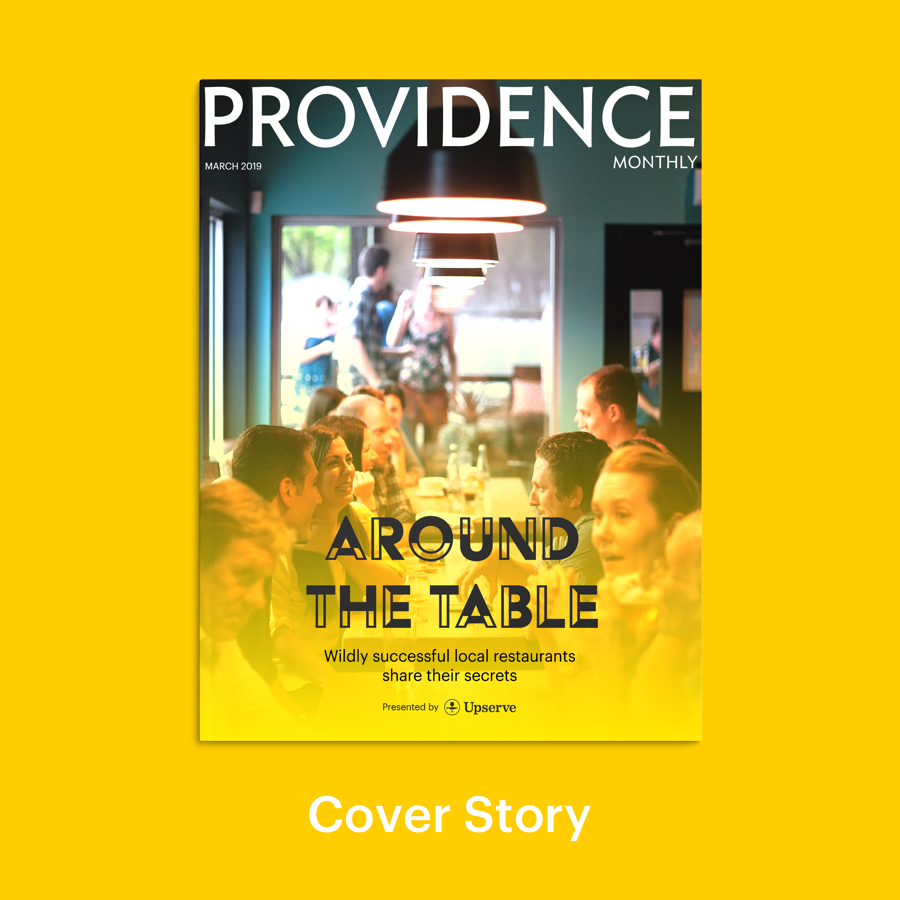 PROVIDENCE
MARCH 2019
MONTHLY
AROUND
THE TABLE
Wildly successful local restaurants
share their secrets
Presented by Upserve
Cover Story